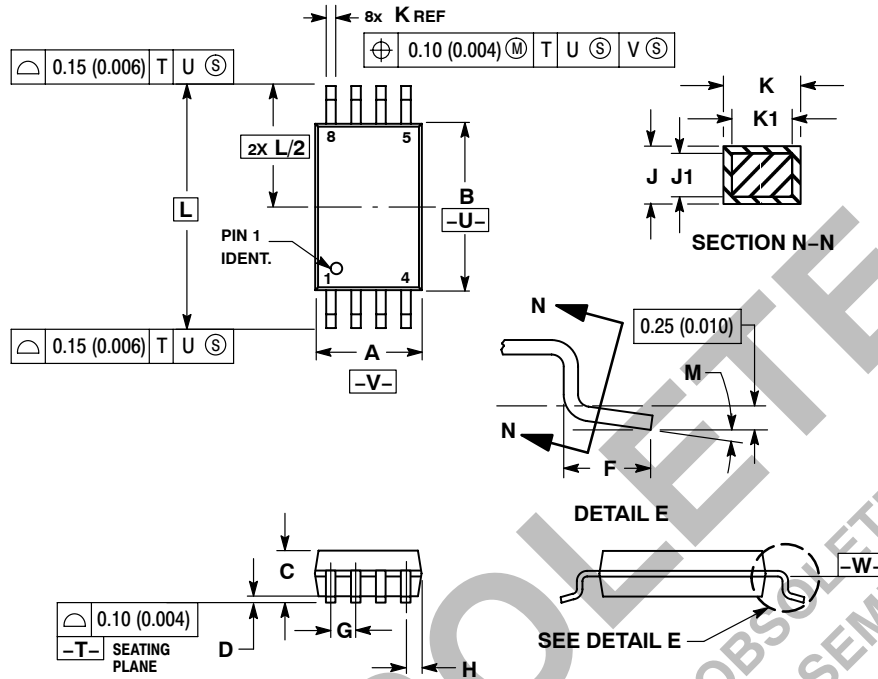 8x K REF
⌖ 0.10 (0.004) Ⓜ T U Ⓢ V Ⓢ
⌓ 0.15 (0.006) T U Ⓢ
8 5
2X L/2
L
B
-U-
PIN 1
IDENT.
1 4
⌓ 0.15 (0.006) T U Ⓢ
A
-V-
K
K1
J J1
SECTION N-N
N
0.25 (0.010)
M
N
F
DETAIL E
C
⌓ 0.10 (0.004)
-T- SEATING
PLANE
D
G
H
-W-
SEE DETAIL E
OLETE
OBSOLETE
SEMI